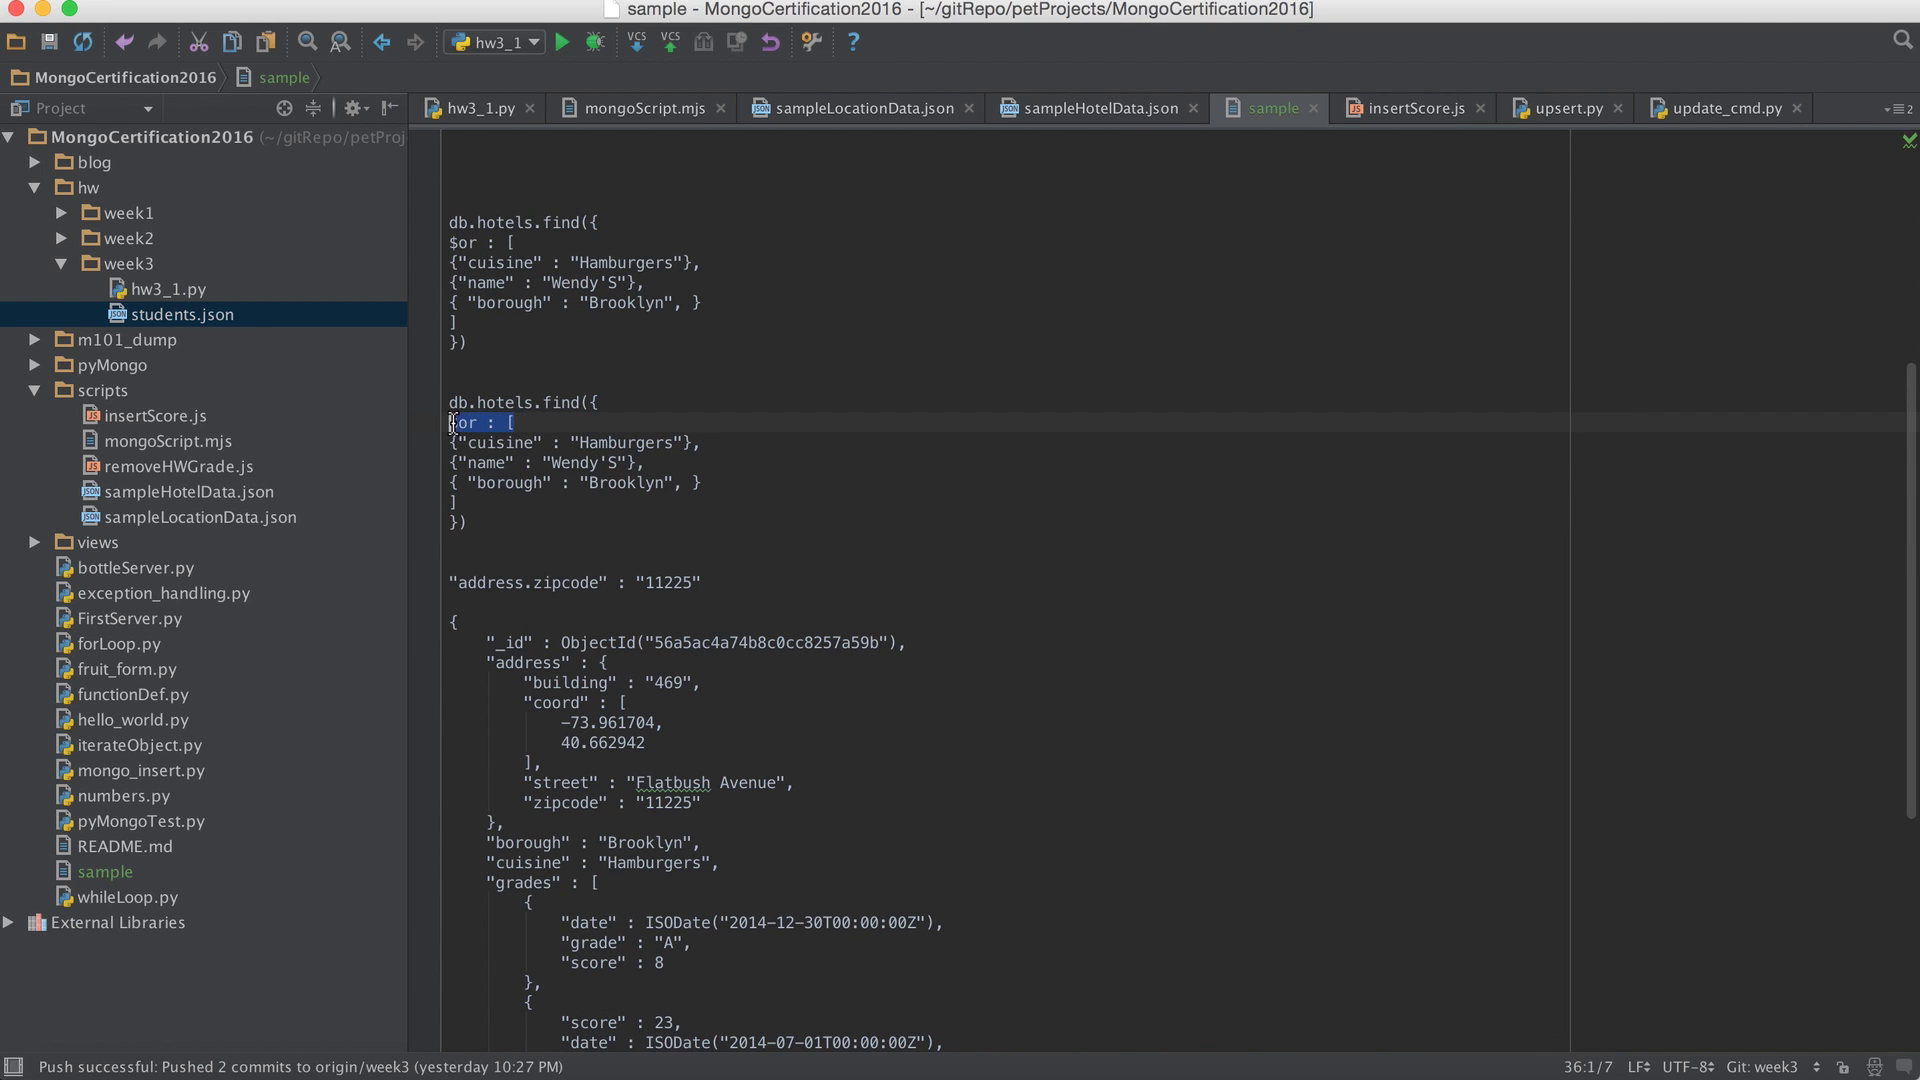 sample - MongoCertification2016 - [~/gitRepo/petProjects/MongoCertification2016]
hw3_1
VCS VCS
MongoCertification2016 sample
Project
hw3_1.py mongoScript.mjs sampleLocationData.json sampleHotelData.json sample insertScore.js upsert.py update_cmd.py 2
MongoCertification2016 (~/gitRepo/petProj
blog
hw
week1
week2
week3
hw3_1.py
students.json
m101_dump
pyMongo
scripts
insertScore.js
mongoScript.mjs
removeHWGrade.js
sampleHotelData.json
sampleLocationData.json
views
bottleServer.py
exception_handling.py
FirstServer.py
forLoop.py
fruit_form.py
functionDef.py
hello_world.py
iterateObject.py
mongo_insert.py
numbers.py
pyMongoTest.py
README.md
sample
whileLoop.py
External Libraries
db.hotels.find({
$or : [
{"cuisine" : "Hamburgers"},
{"name" : "Wendy'S"},
{ "borough" : "Brooklyn", }
]
})
db.hotels.find({
$or : [
{"cuisine" : "Hamburgers"},
{"name" : "Wendy'S"},
{ "borough" : "Brooklyn", }
]
})
"address.zipcode" : "11225"
{
"_id" : ObjectId("56a5ac4a74b8c0cc8257a59b"),
"address" : {
"building" : "469",
"coord" : [
-73.961704,
40.662942
],
"street" : "Flatbush Avenue",
"zipcode" : "11225"
},
"borough" : "Brooklyn",
"cuisine" : "Hamburgers",
"grades" : [
{
"date" : ISODate("2014-12-30T00:00:00Z"),
"grade" : "A",
"score" : 8
},
{
"score" : 23,
"date" : ISODate("2014-07-01T00:00:00Z"),
Push successful: Pushed 2 commits to origin/week3 (yesterday 10:27 PM)
36:1/7 LF UTF-8 Git: week3